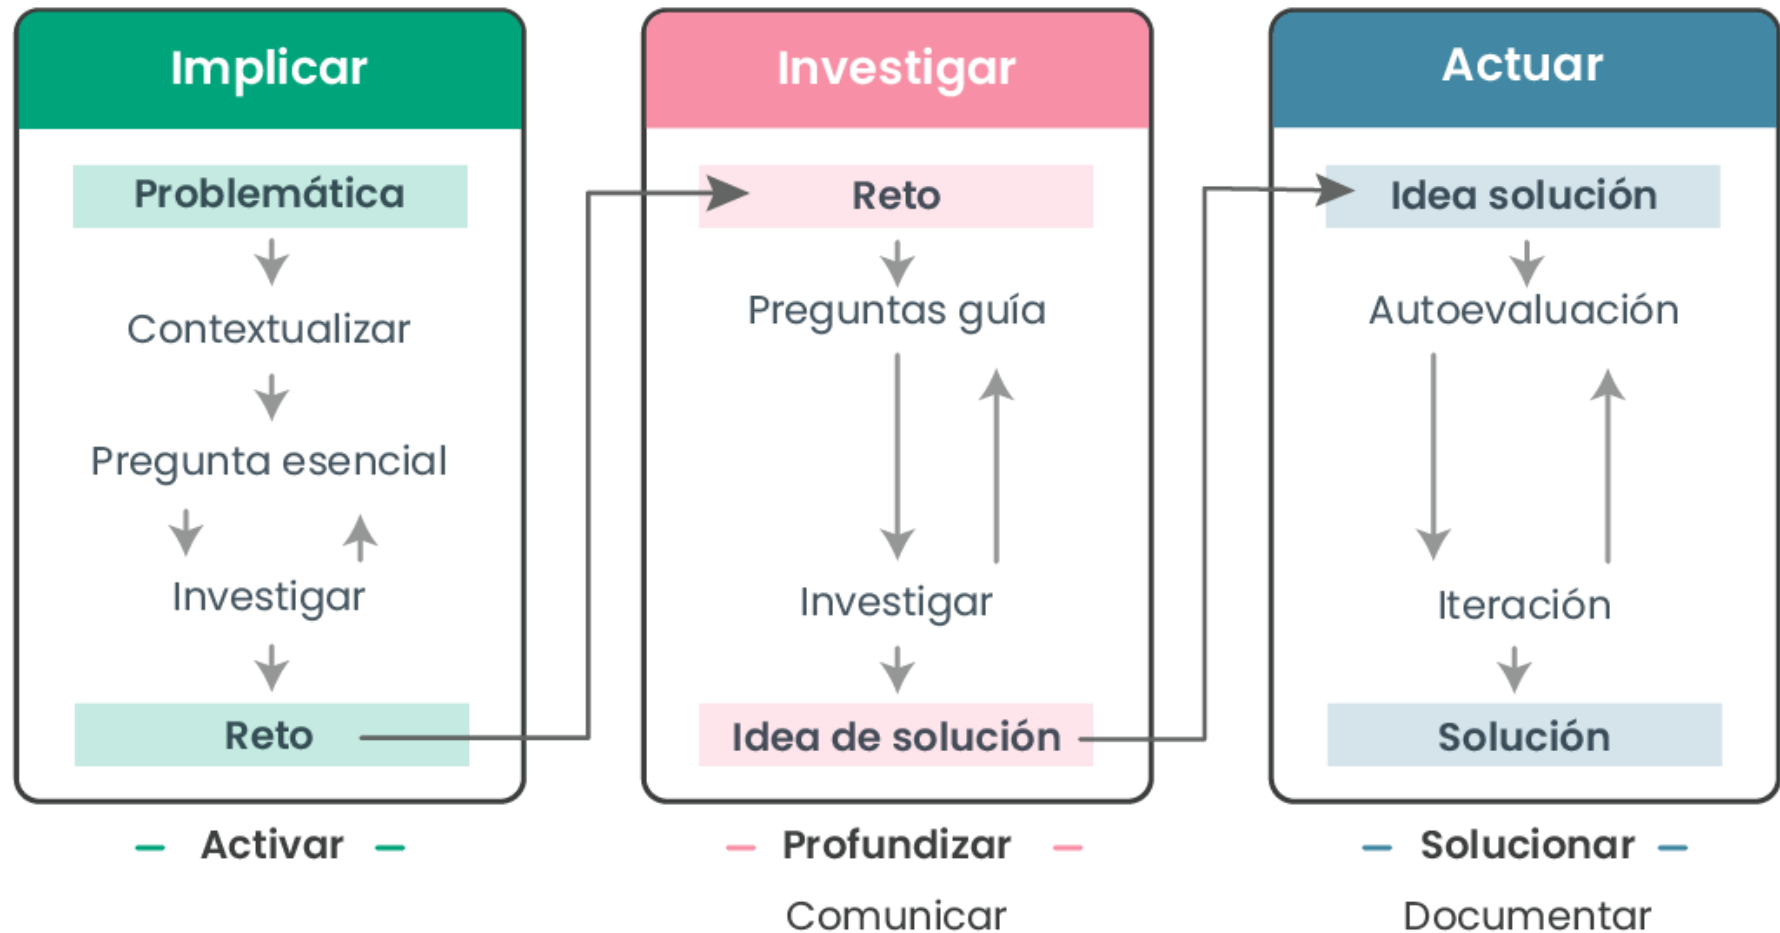 Implicar
Problemática
Contextualizar
Pregunta esencial
Investigar
Reto
Activar
Investigar
Reto
Preguntas guía
Investigar
Idea de solución
Profundizar
Comunicar
Actuar
Idea solución
Autoevaluación
Iteración
Solución
Solucionar
Documentar